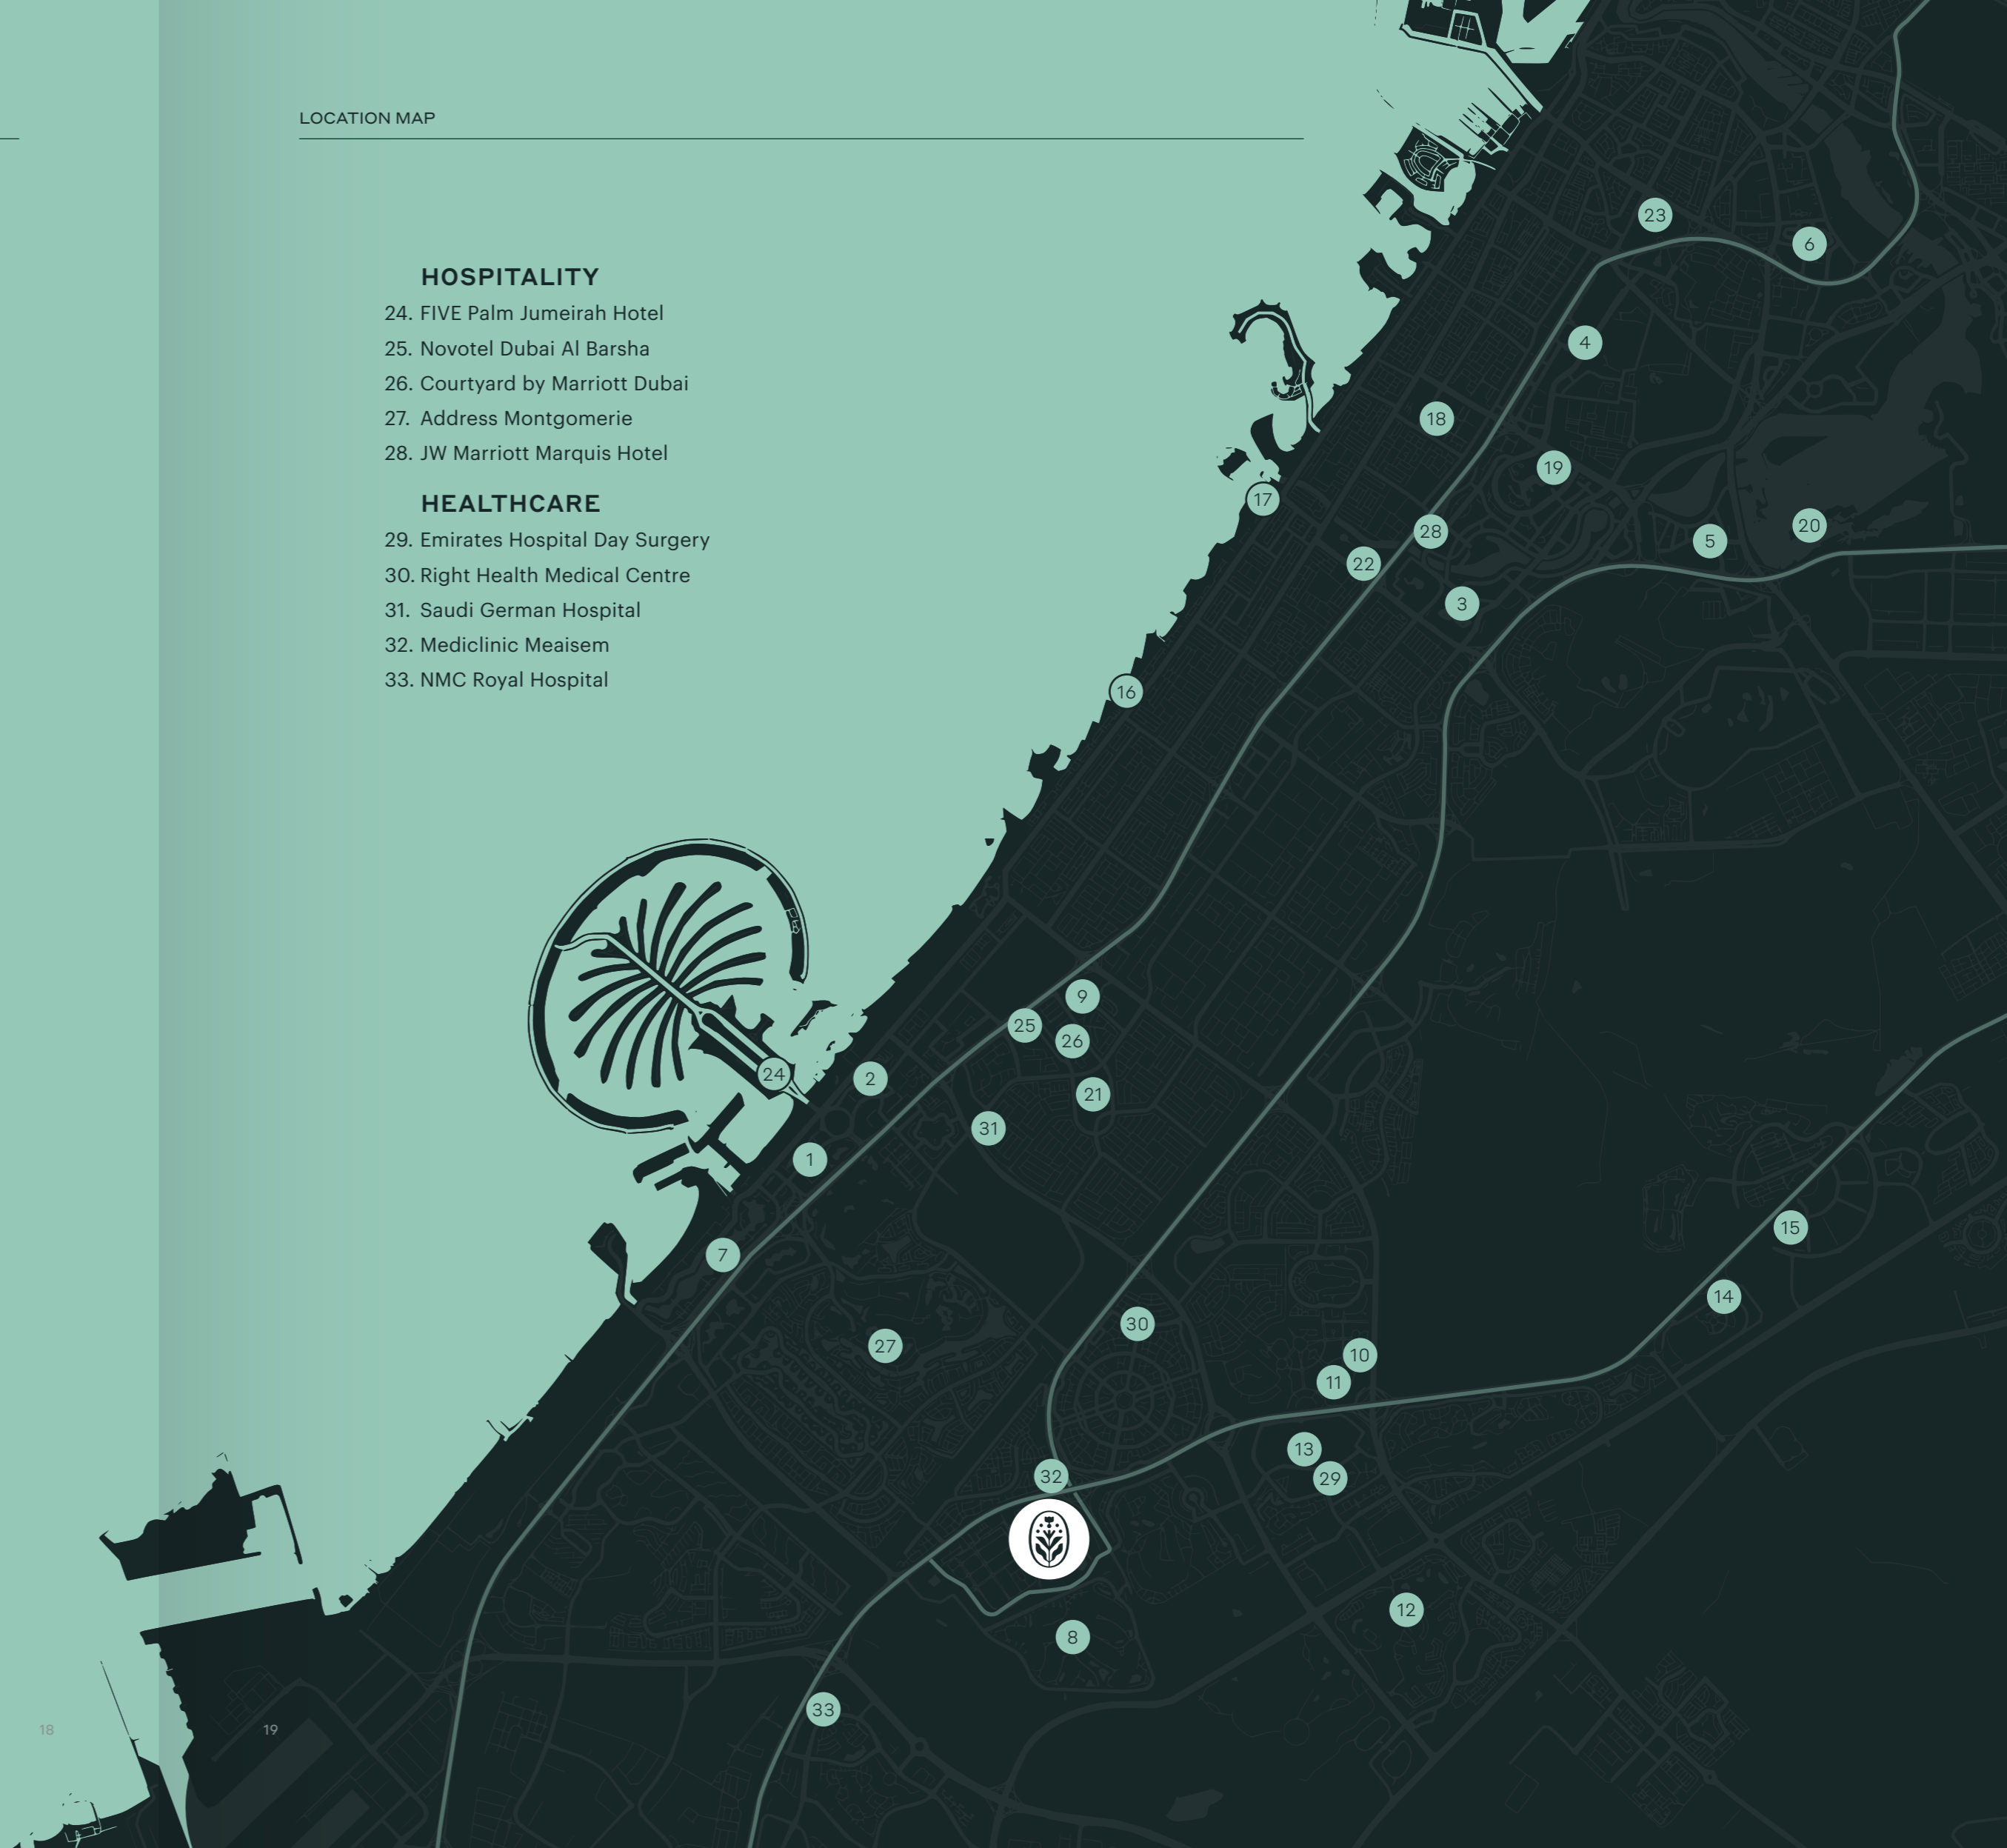 LOCATION MAP
HOSPITALITY
24. FIVE Palm Jumeirah Hotel
25. Novotel Dubai Al Barsha
26. Courtyard by Marriott Dubai
27. Address Montgomerie
28. JW Marriott Marquis Hotel
HEALTHCARE
29. Emirates Hospital Day Surgery
30. Right Health Medical Centre
31. Saudi German Hospital
32. Mediclinic Meaisem
33. NMC Royal Hospital
23
6
4
18
19
17
28
20
5
22
3
16
9
25
26
24
2
21
31
1
7
15
14
30
27
10
11
13
32
29
12
8
33
18
19